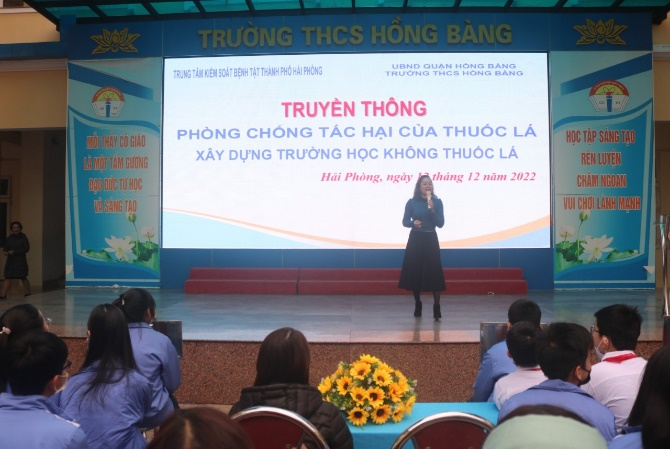 TRƯỜNG THCS HỒNG BÀNG
TRUNG TÂM KIỂM SOÁT BỆNH TẬT THÀNH PHỐ HẢI PHÒNG
UBND QUẬN HỒNG BÀNG
TRƯỜNG THCS HỒNG BÀNG
TRUYỀN THÔNG
PHÒNG CHỐNG TÁC HẠI CỦA THUỐC LÁ
XÂY DỰNG TRƯỜNG HỌC KHÔNG THUỐC LÁ
Hải Phòng, ngày tháng 12 năm 2022
MỖI THẦY CÔ GIÁO
LÀ MỘT TẤM GƯƠNG
ĐẠO ĐỨC TỰ HỌC
VÀ SÁNG TẠO
HỌC TẬP SÁNG TẠO
RÈN LUYỆN
CHĂM NGOAN
VUI CHƠI LÀNH MẠNH